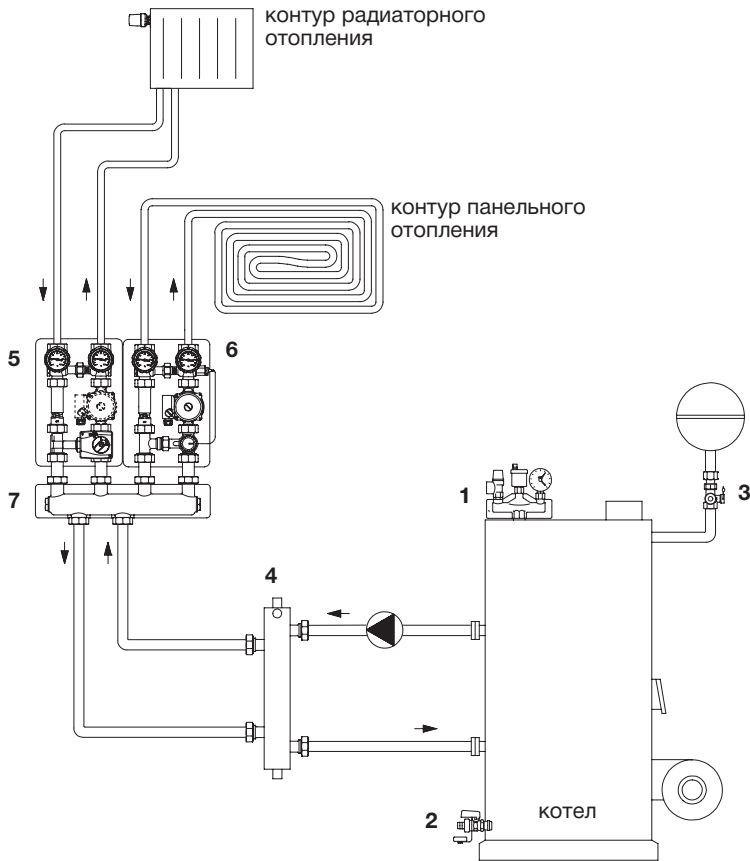 контур радиаторного
отопления
контур панельного
отопления
5
6
7
1
3
4
2
котел